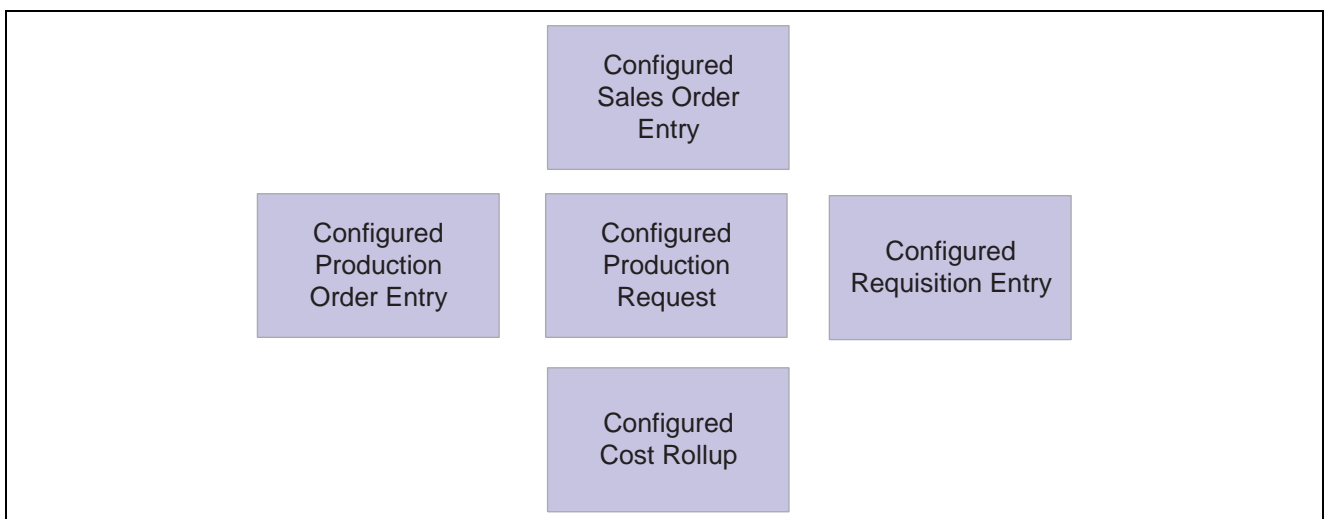 Configured
Sales Order
Entry
Configured
Production
Order Entry
Configured
Production
Request
Configured
Requisition Entry
Configured
Cost Rollup